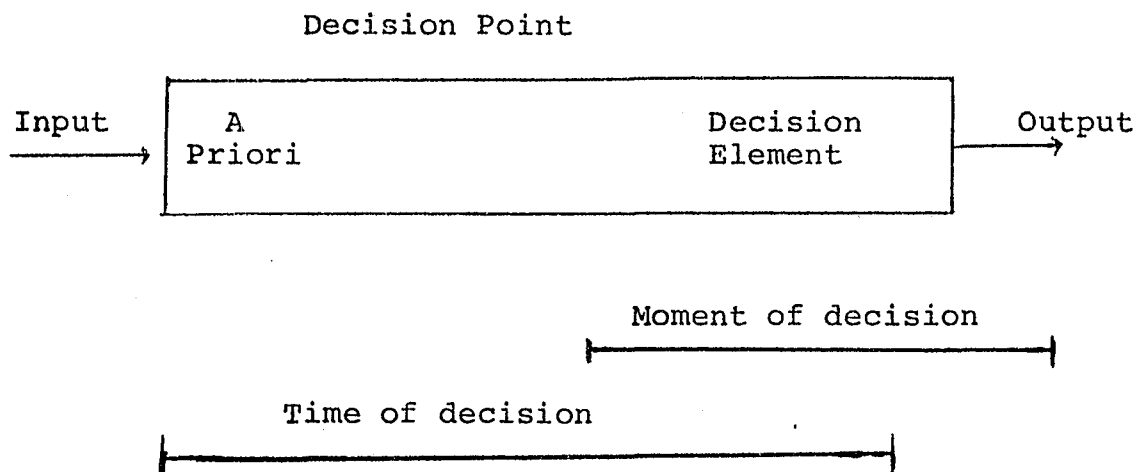 Decision Point
Input
A
Priori
Decision
Element
Output
Moment of decision
Time of decision